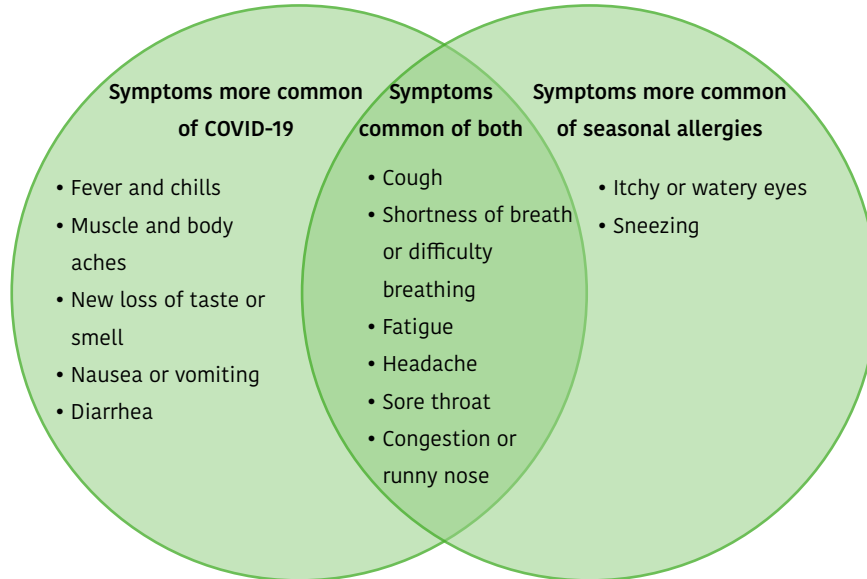 Symptoms more common
of COVID-19
• Fever and chills
• Muscle and body
aches
• New loss of taste or
smell
• Nausea or vomiting
• Diarrhea
Symptoms
common of both
• Cough
• Shortness of breath
or difficulty
breathing
• Fatigue
• Headache
• Sore throat
• Congestion or
runny nose
Symptoms more common
of seasonal allergies
• Itchy or watery eyes
• Sneezing